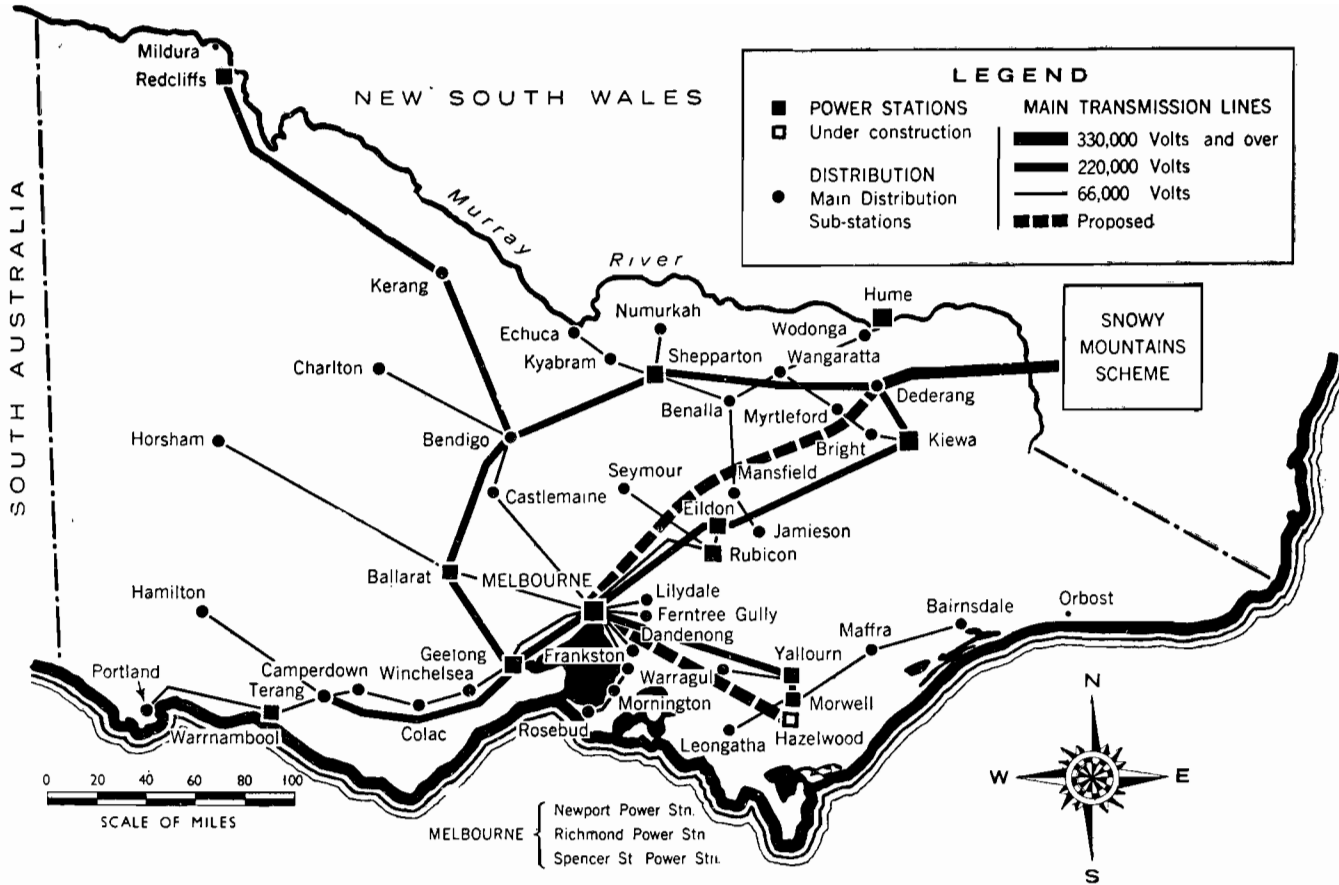 Mildura
Redcliffs
NEW SOUTH WALES
SOUTH AUSTRALIA
Murray
River
LEGEND
POWER STATIONS
Under construction
DISTRIBUTION
Main Distribution
Sub-stations
MAIN TRANSMISSION LINES
330,000 Volts and over
220,000 Volts
66,000 Volts
Proposed
Kerang
Echuca
Numurkah
Hume
Wodonga
Kyabram
Shepparton
Wangaratta
SNOWY
MOUNTAINS
SCHEME
Charlton
Benalla
Myrtleford
Dederang
Horsham
Bendigo
Bright
Kiewa
Seymour
Mansfield
Castlemaine
Eildon
Jamieson
Rubicon
Ballarat
MELBOURNE
Hamilton
Lilydale
Ferntree Gully
Dandenong
Bairnsdale
Orbost
Maffra
Geelong
Frankston
Yallourn
Portland
Camperdown
Winchelsea
Warragul
Terang
Mornington
Morwell
Warrnambool
Colac
Rosebud
Leongatha
Hazelwood
N
W
E
S
0 20 40 60 80 100
SCALE OF MILES
MELBOURNE
Newport Power Stn.
Richmond Power Stn
Spencer St Power Stn.